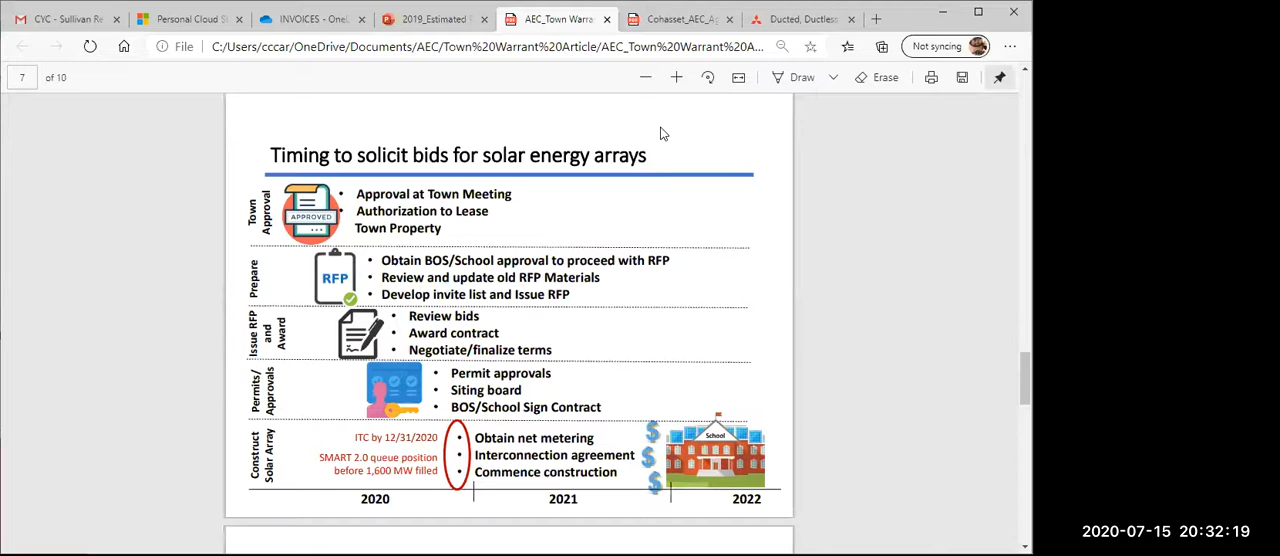 CYC - Sullivan Re
Personal Cloud S
INVOICES - OneL
2019_Estimated F
AEC_Town Warra
Cohasset_AEC_A
Ducted, Ductless
File
C:/Users/cccar/OneDrive/Documents/AEC/Town%20Warrant%20Article/AEC_Town%20Warrant%20A...
Not syncing
7 of 10
Draw
Erase
Timing to solicit bids for solar energy arrays
Town Approval
APPROVED
• Approval at Town Meeting
• Authorization to Lease
Town Property
Prepare
RFP
• Obtain BOS/School approval to proceed with RFP
• Review and update old RFP Materials
• Develop invite list and Issue RFP
Issue RFP and Award
• Review bids
• Award contract
• Negotiate/finalize terms
Permits/ Approvals
• Permit approvals
• Siting board
• BOS/School Sign Contract
Construct Solar Array
ITC by 12/31/2020
SMART 2.0 queue position
before 1,600 MW filled
• Obtain net metering
• Interconnection agreement
• Commence construction
$
$
$
School
2020
2021
2022
2020-07-15 20:32:19